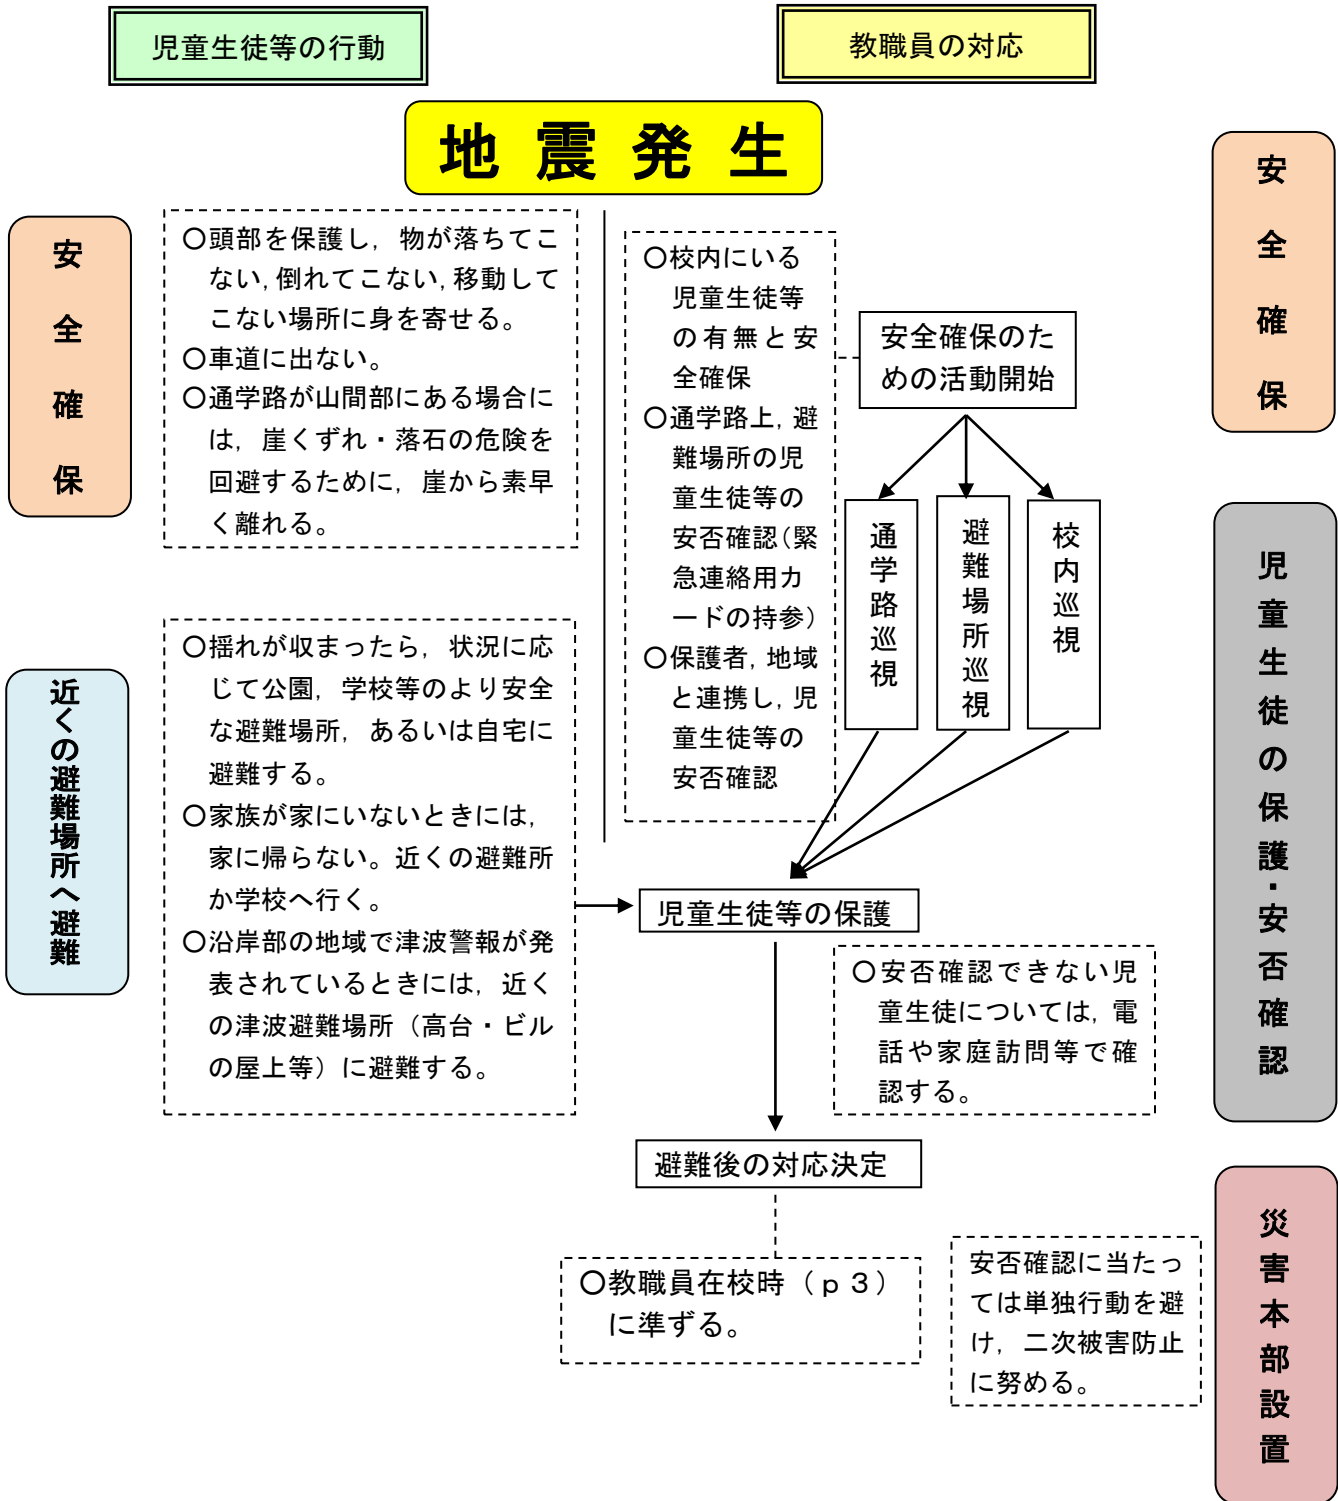 児童生徒等の行動
教職員の対応
地震発生
安全確保
〇頭部を保護し，物が落ちてこ
ない，倒れてこない，移動して
こない場所に身を寄せる。
〇車道に出ない。
〇通学路が山間部にある場合に
は，崖くずれ・落石の危険を
回避するために，崖から素早
く離れる。
〇校内にいる
児童生徒等
の有無と安
全確保
〇通学路上，避
難場所の児
童生徒等の
安否確認（緊
急連絡用カ
ードの持参）
〇保護者，地域
と連携し，児
童生徒等の
安否確認
安全確保のた
めの活動開始
通学路巡視
避難場所巡視
校内巡視
安全確保
近くの避難場所へ避難
〇揺れが収まったら，状況に応
じて公園，学校等のより安全
な避難場所，あるいは自宅に
避難する。
〇家族が家にいないときには，
家に帰らない。近くの避難所
か学校へ行く。
〇沿岸部の地域で津波警報が発
表されているときには，近く
の津波避難場所（高台・ビル
の屋上等）に避難する。
児童生徒等の保護
〇安否確認できない児
童生徒については，電
話や家庭訪問等で確
認する。
児童生徒の保護・安否確認
避難後の対応決定
〇教職員在校時（ｐ３）
に準ずる。
安否確認に当たっ
ては単独行動を避
け，二次被害防止
に努める。
災害本部設置